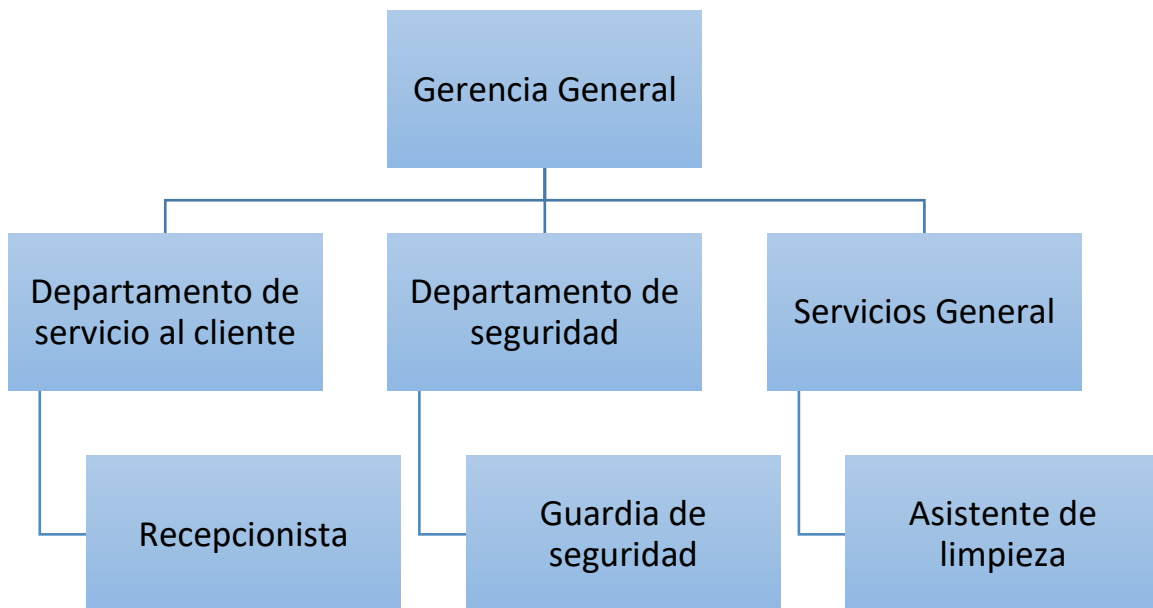 Gerencia General
Departamento de
servicio al cliente
Departamento de
seguridad
Servicios General
Recepcionista
Guardia de
seguridad
Asistente de
limpieza